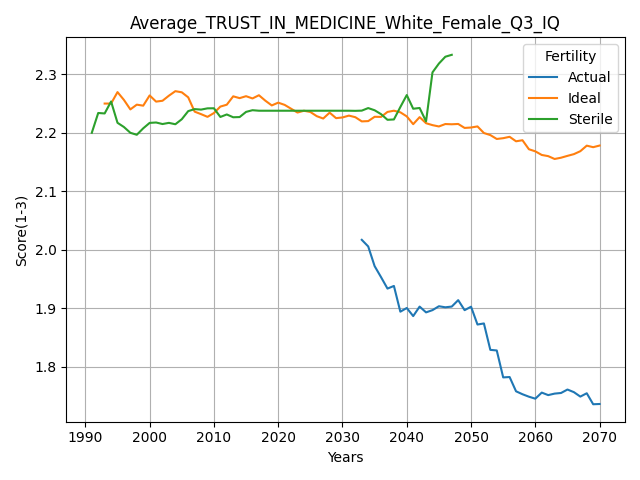 Average_TRUST_IN_MEDICINE_White_Female_Q3_IQ
Fertility
Actual
Ideal
Sterile
Score(1-3)
2.3
2.2
2.1
2.0
1.9
1.8
1990 2000 2010 2020 2030 2040 2050 2060 2070
Years